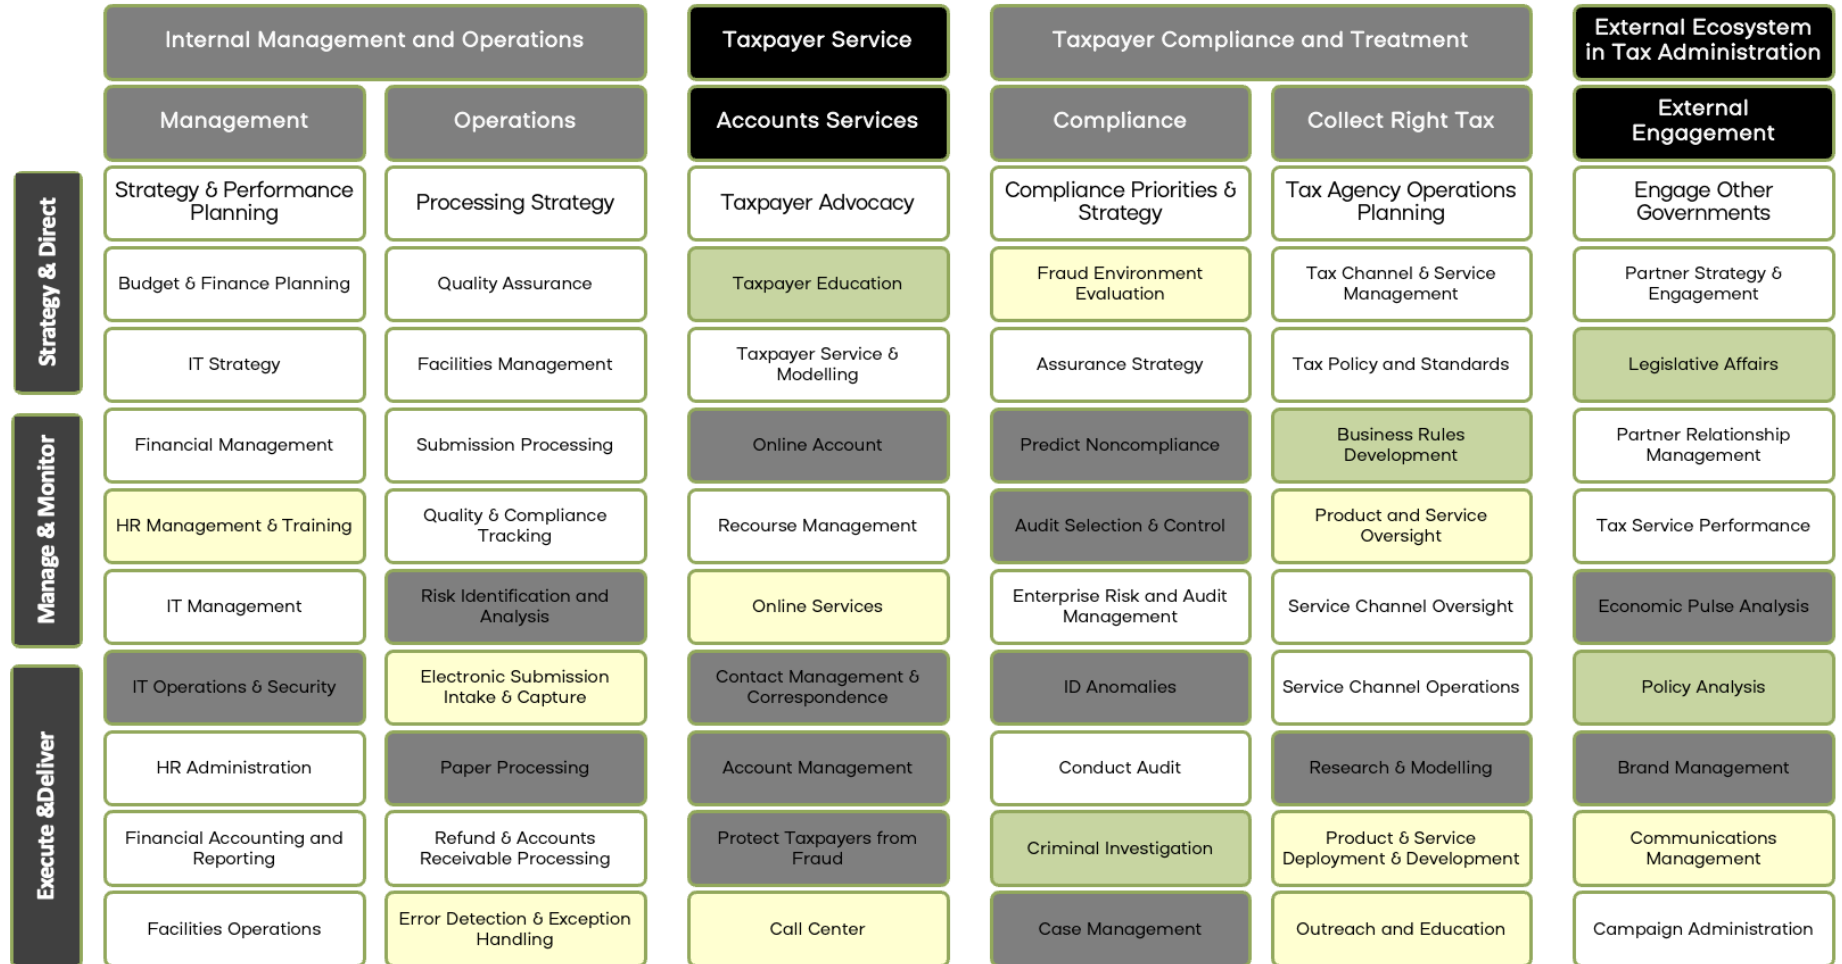 Internal Management and Operations
Taxpayer Service
Taxpayer Compliance and Treatment
External Ecosystem
in Tax Administration
Management
Operations
Accounts Services
Compliance
Collect Right Tax
External
Engagement
Strategy & Direct
Strategy & Performance
Planning
Processing Strategy
Taxpayer Advocacy
Compliance Priorities &
Strategy
Tax Agency Operations
Planning
Engage Other
Governments
Budget & Finance Planning
Quality Assurance
Taxpayer Education
Fraud Environment
Evaluation
Tax Channel & Service
Management
Partner Strategy &
Engagement
IT Strategy
Facilities Management
Taxpayer Service &
Modelling
Assurance Strategy
Tax Policy and Standards
Legislative Affairs
Manage & Monitor
Financial Management
Submission Processing
Online Account
Predict Noncompliance
Business Rules
Development
Partner Relationship
Management
HR Management & Training
Quality & Compliance
Tracking
Recourse Management
Audit Selection & Control
Product and Service
Oversight
Tax Service Performance
IT Management
Risk Identification and
Analysis
Online Services
Enterprise Risk and Audit
Management
Service Channel Oversight
Economic Pulse Analysis
Execute &Deliver
IT Operations & Security
Electronic Submission
Intake & Capture
Contact Management &
Correspondence
ID Anomalies
Service Channel Operations
Policy Analysis
HR Administration
Paper Processing
Account Management
Conduct Audit
Research & Modelling
Brand Management
Financial Accounting and
Reporting
Refund & Accounts
Receivable Processing
Protect Taxpayers from
Fraud
Criminal Investigation
Product & Service
Deployment & Development
Communications
Management
Facilities Operations
Error Detection & Exception
Handling
Call Center
Case Management
Outreach and Education
Campaign Administration